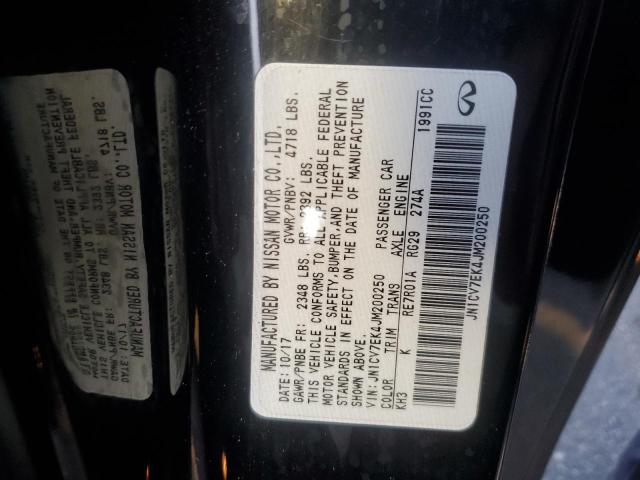 MANUFACTURED BY NISSAN MOTOR CO.,LTD.
DATE: 10/17 GVWR/PNBV: 4718 LBS.
GAWR/PNBE FR: 2348 LBS. RR: 2392 LBS.
THIS VEHICLE CONFORMS TO ALL APPLICABLE FEDERAL
MOTOR VEHICLE SAFETY, BUMPER, AND THEFT PREVENTION
STANDARDS IN EFFECT ON THE DATE OF MANUFACTURE
SHOWN ABOVE.
VIN: JN1CV7EK4JM200250 PASSENGER CAR
COLOR TRIM TRANS AXLE ENGINE
KH3 K RE7R01A RG29 274A 1991CC
JN1CV7EK4JM200250